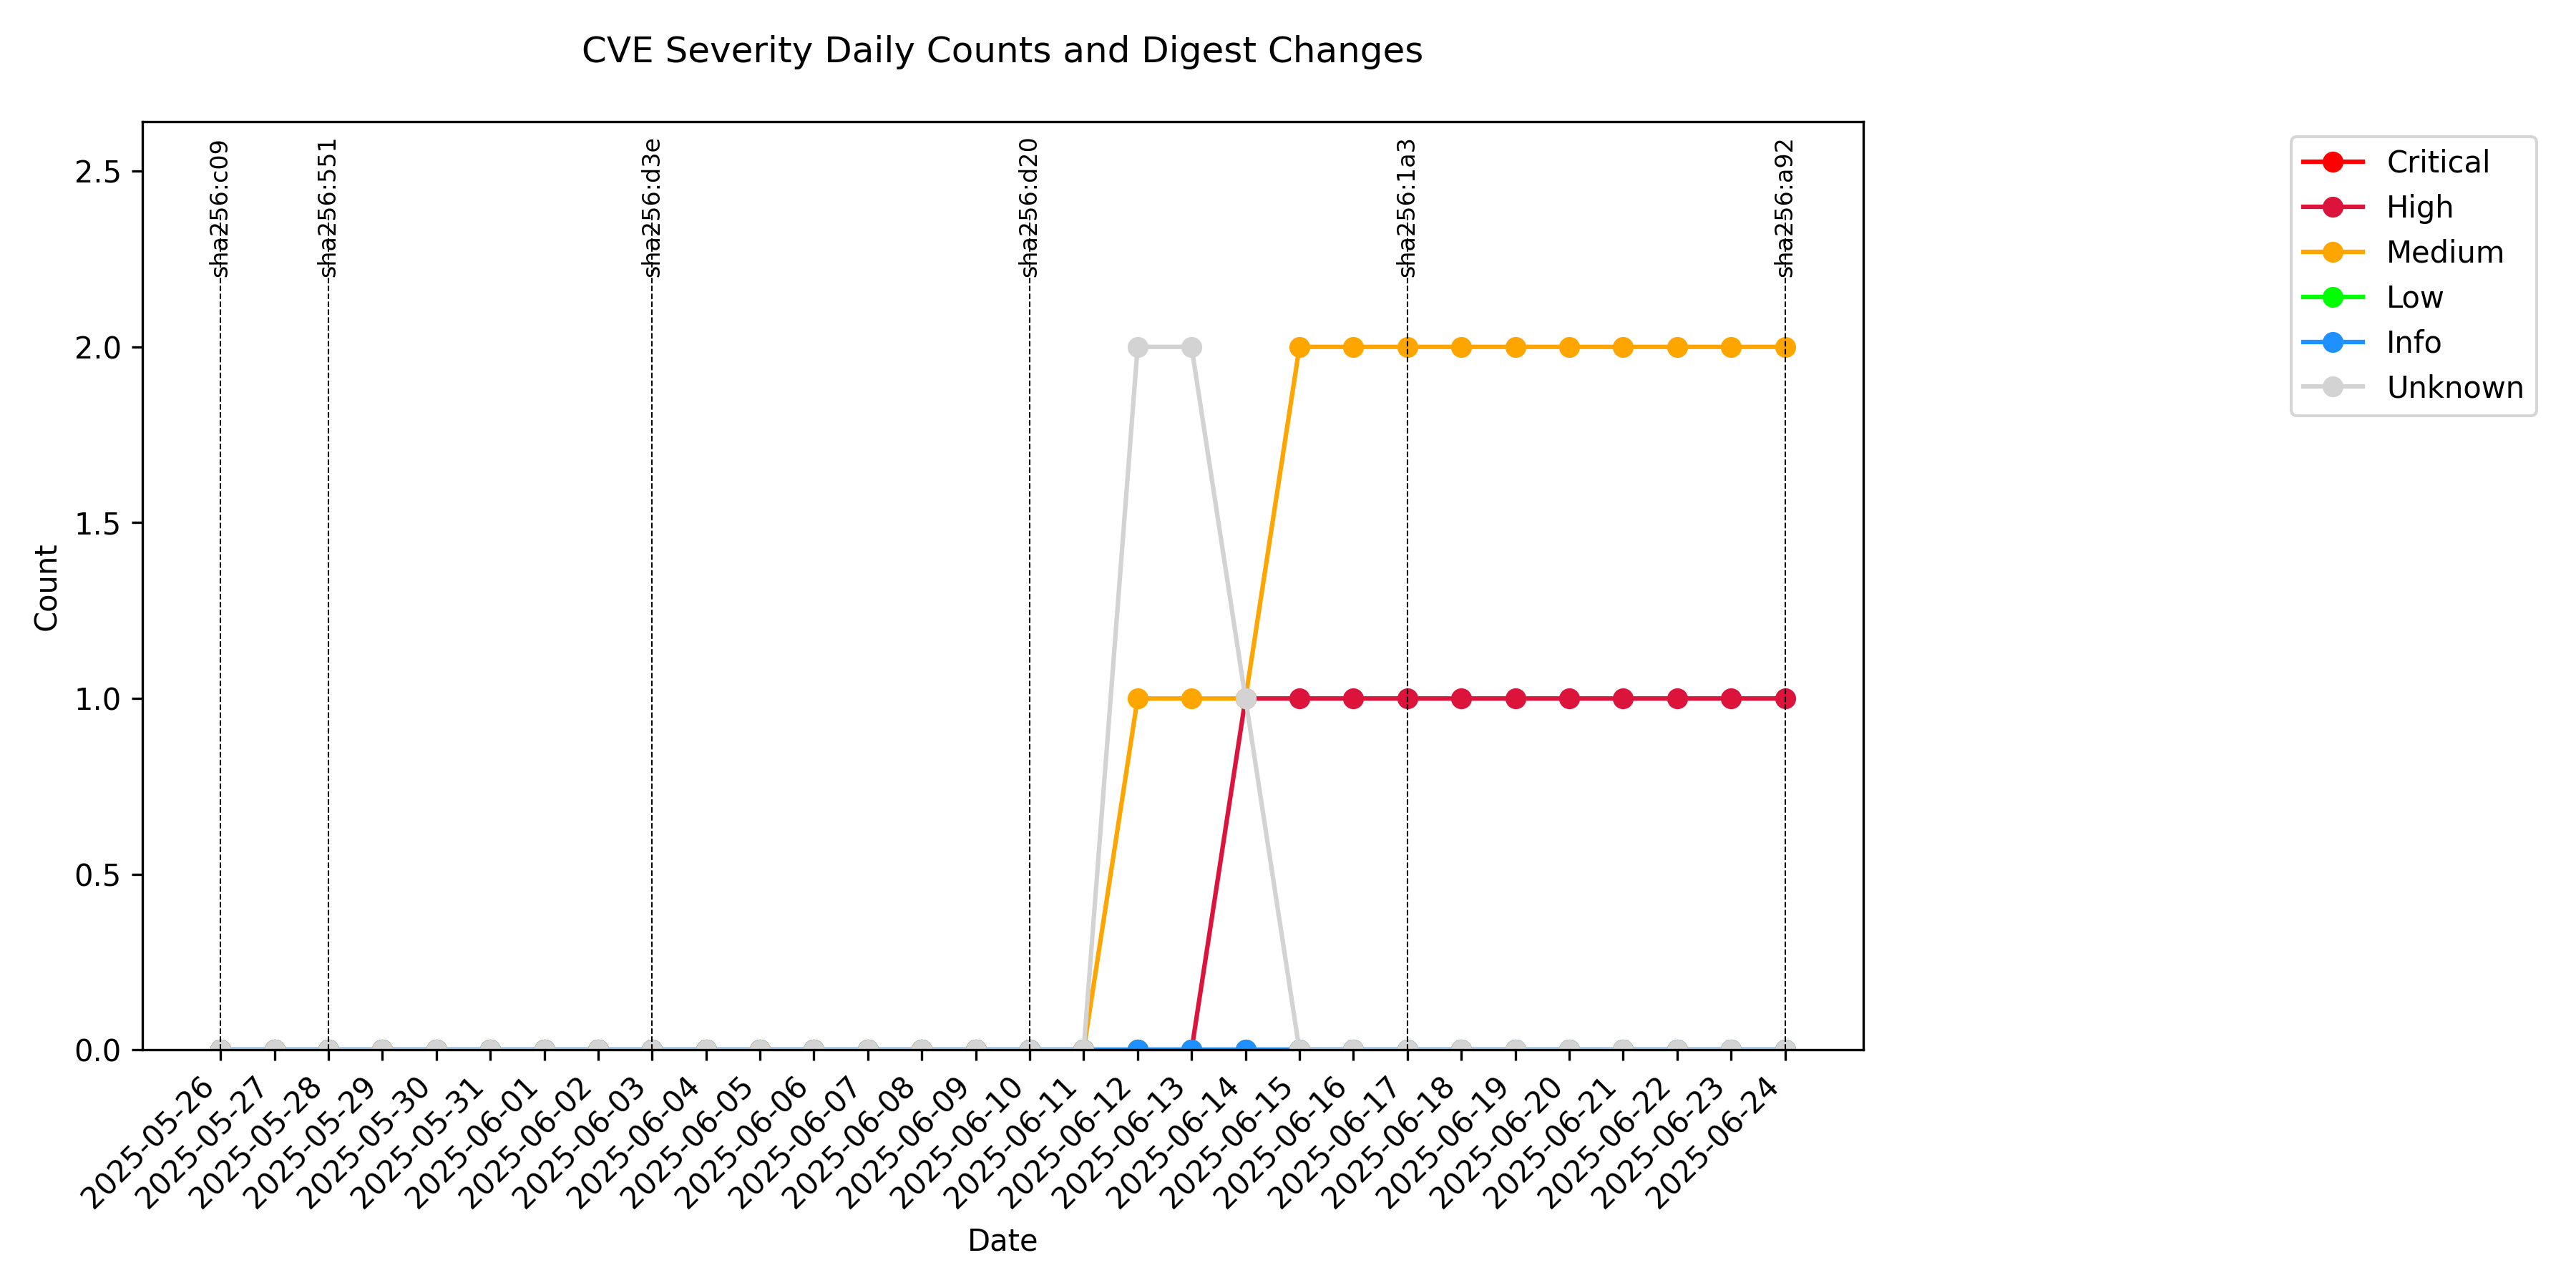 CVE Severity Daily Counts and Digest Changes
sha256:c09
sha256:551
sha256:d3e
sha256:d20
sha256:1a3
sha256:a92
Critical
High
Medium
Low
Info
Unknown
2.5
2.0
1.5
1.0
0.5
0.0
Count
2025-05-26
2025-05-27
2025-05-28
2025-05-29
2025-05-30
2025-05-31
2025-06-01
2025-06-02
2025-06-03
2025-06-04
2025-06-05
2025-06-06
2025-06-07
2025-06-08
2025-06-09
2025-06-10
2025-06-11
2025-06-12
2025-06-13
2025-06-14
2025-06-15
2025-06-16
2025-06-17
2025-06-18
2025-06-19
2025-06-20
2025-06-21
2025-06-22
2025-06-23
2025-06-24
Date